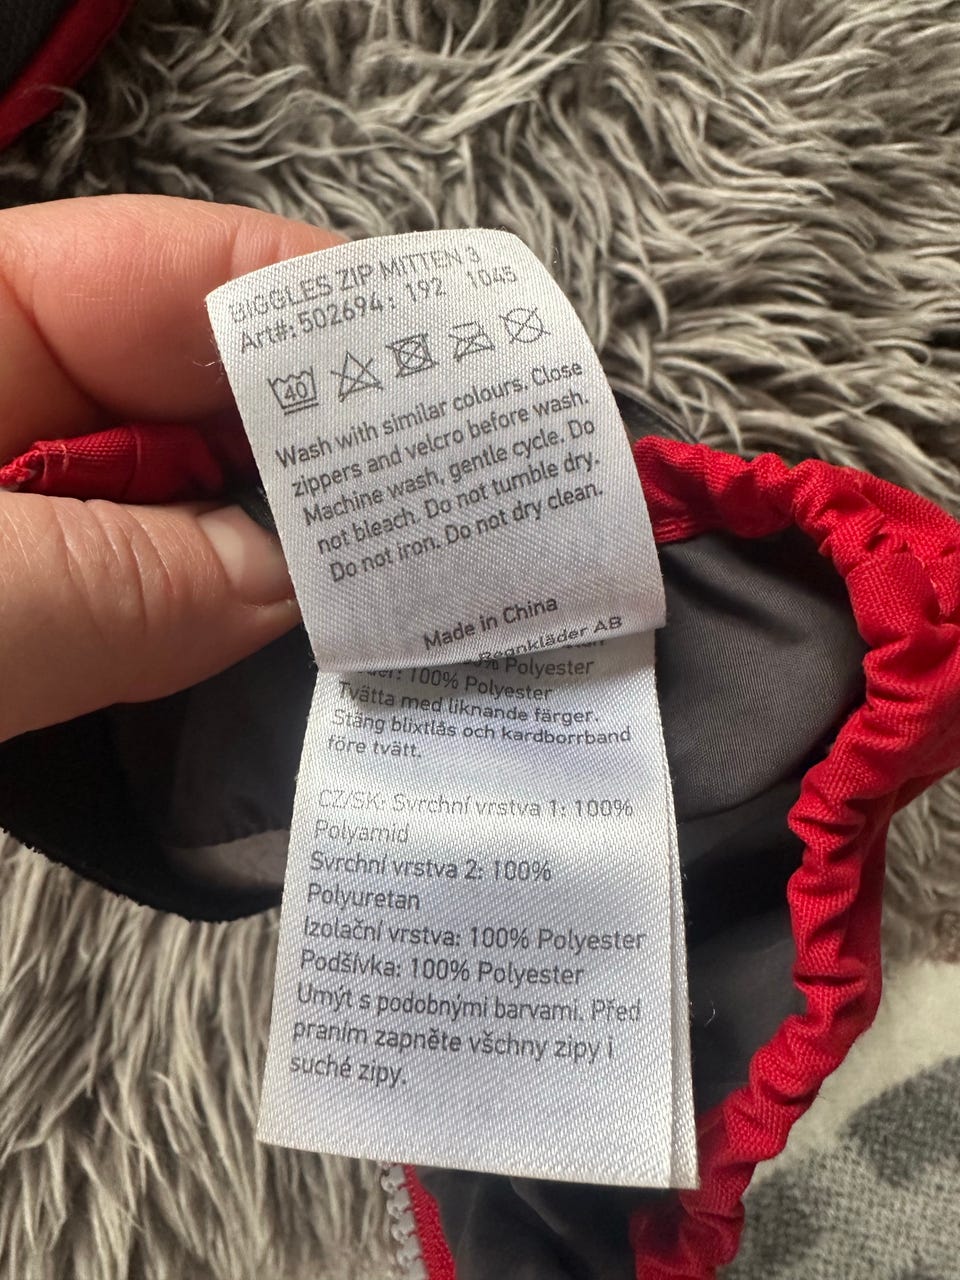 BIGGLES ZIP MITTEN 3
Art#: 502694: 192 1045
40
Wash with similar colours. Close
zippers and velcro before wash.
Machine wash, gentle cycle. Do
not bleach. Do not tumble dry.
Do not iron. Do not dry clean.
Made in China
Regnkläder AB
Polyester
100% Polyester
Tvätta med liknande färger.
Stäng blixtlås och kardborrband
före tvätt.
CZ/SK: Svrchní vrstva 1: 100%
Polyamid
Svrchní vrstva 2: 100%
Polyuretan
Izolační vrstva: 100% Polyester
Podšívka: 100% Polyester
Umýt s podobnými barvami. Před
praním zapněte všchny zipy i
suché zipy.